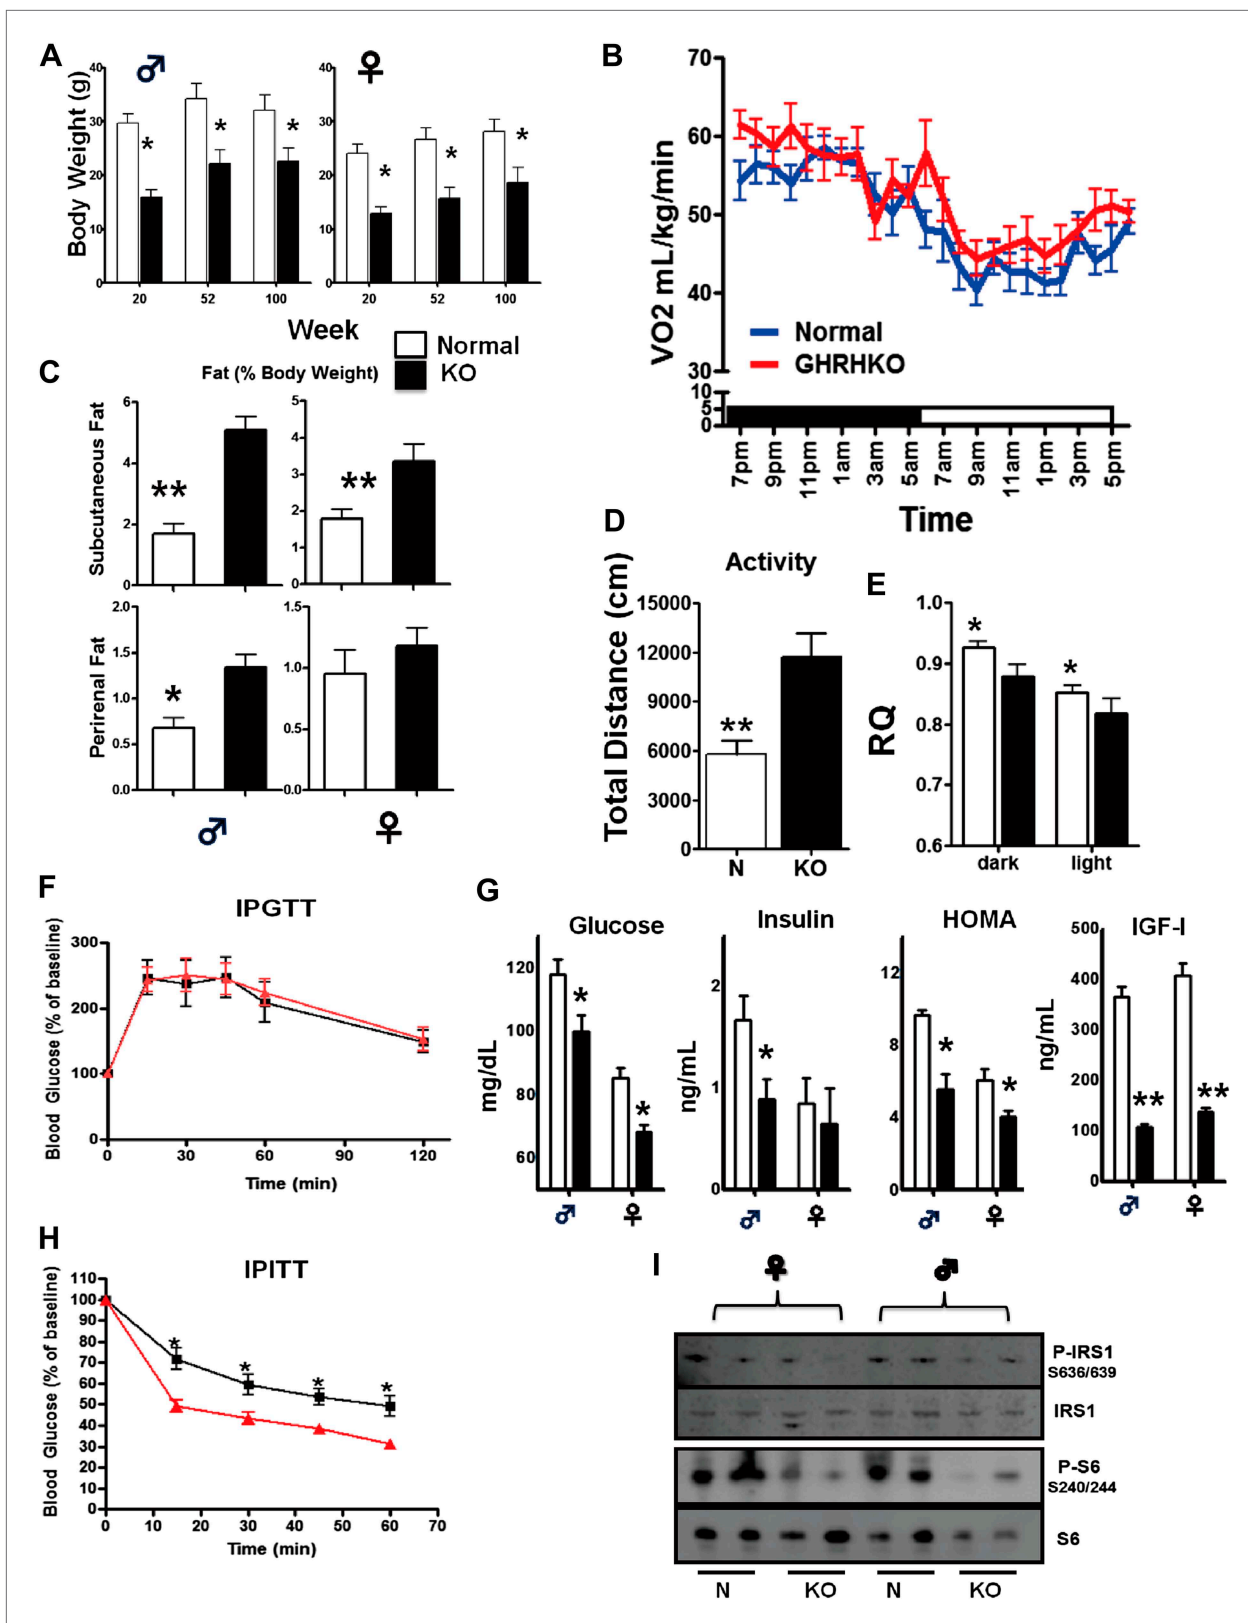 A
♂
♀
Body Weight (g)
40
30
20
10
0
40
30
20
10
0
* * *
* * *
20 52 100
20 52 100
Week
Normal
KO
B
VO2 mL/kg/min
70
60
50
40
30
10
5
0
Normal
GHRHKO
7pm 9pm 11pm 1am 3am 5am 7am 9am 11am 1pm 3pm 5pm
Time
C
Fat (% Body Weight)
Subcutaneous Fat
6
4
2
0
**
5
4
3
2
1
0
**
Perirenal Fat
2.0
1.5
1.0
0.5
0.0
*
1.5
1.0
0.5
0.0
♂ ♀
D
Activity
Total Distance (cm)
15000
12000
9000
6000
3000
0
**
N KO
E
RQ
1.0
0.9
0.8
0.7
0.6
* *
dark light
F
IPGTT
Blood Glucose (% of baseline)
300
200
100
0
0 30 60 90 120
Time (min)
G
Glucose
mg/dL
120
100
80
60
* *
♂ ♀
Insulin
ng/mL
2
1
0
*
♂ ♀
HOMA
12
8
4
0
* *
♂ ♀
IGF-I
ng/mL
500
400
300
200
100
0
** **
♂ ♀
H
IPITT
Blood Glucose (% of baseline)
110
100
90
80
70
60
50
40
30
20
10
0
* * * *
0 10 20 30 40 50 60 70
Time (min)
I
♀ ♂
P-IRS1
S636/639
IRS1
P-S6
S240/244
S6
N KO N KO